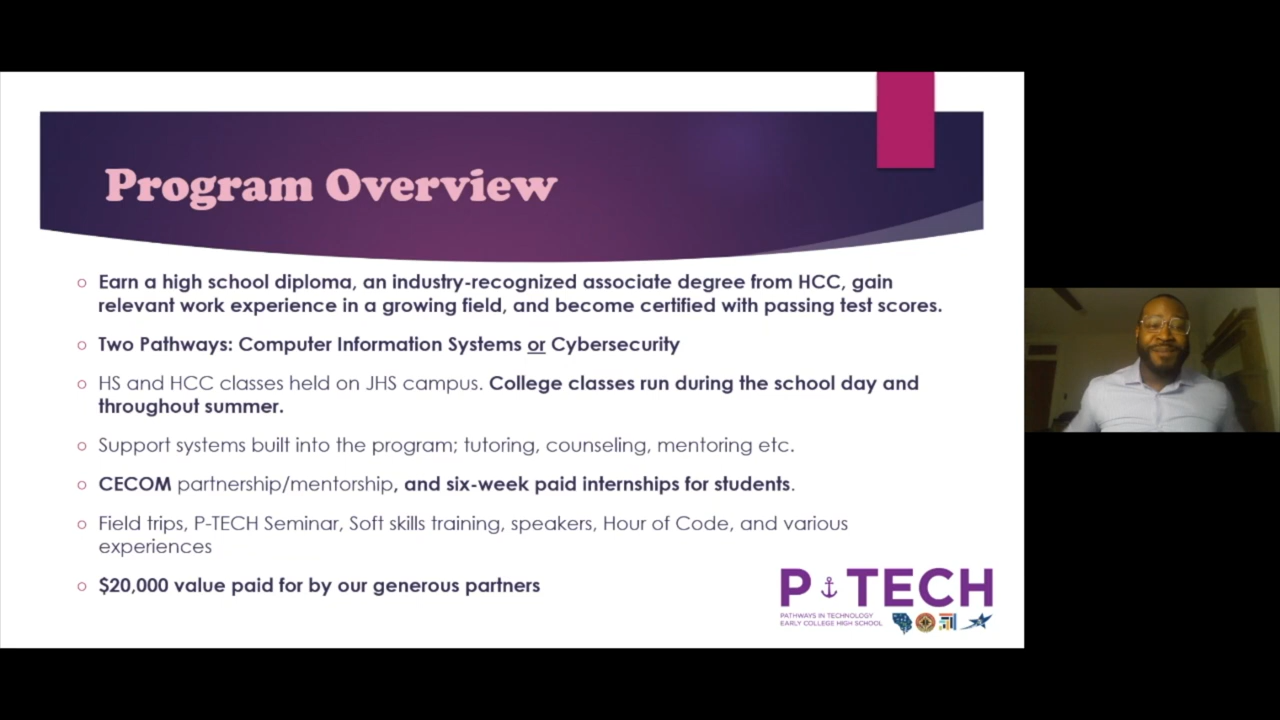 Program Overview
Earn a high school diploma, an industry-recognized associate degree from HCC, gain
relevant work experience in a growing field, and become certified with passing test scores.
Two Pathways: Computer Information Systems or Cybersecurity
HS and HCC classes held on JHS campus. College classes run during the school day and
throughout summer.
Support systems built into the program; tutoring, counseling, mentoring etc.
CECOM partnership/mentorship, and six-week paid internships for students.
Field trips, P-TECH Seminar, Soft skills training, speakers, Hour of Code, and various
experiences
$20,000 value paid for by our generous partners
P TECH
PATHWAYS IN TECHNOLOGY
EARLY COLLEGE HIGH SCHOOL